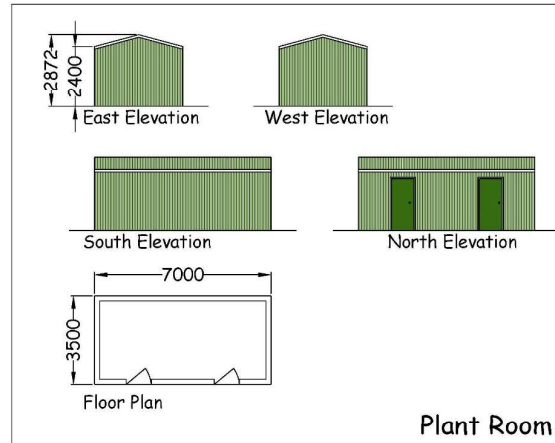 2872
2400
East Elevation
West Elevation
South Elevation
North Elevation
7000
3500
Floor Plan
Plant Room